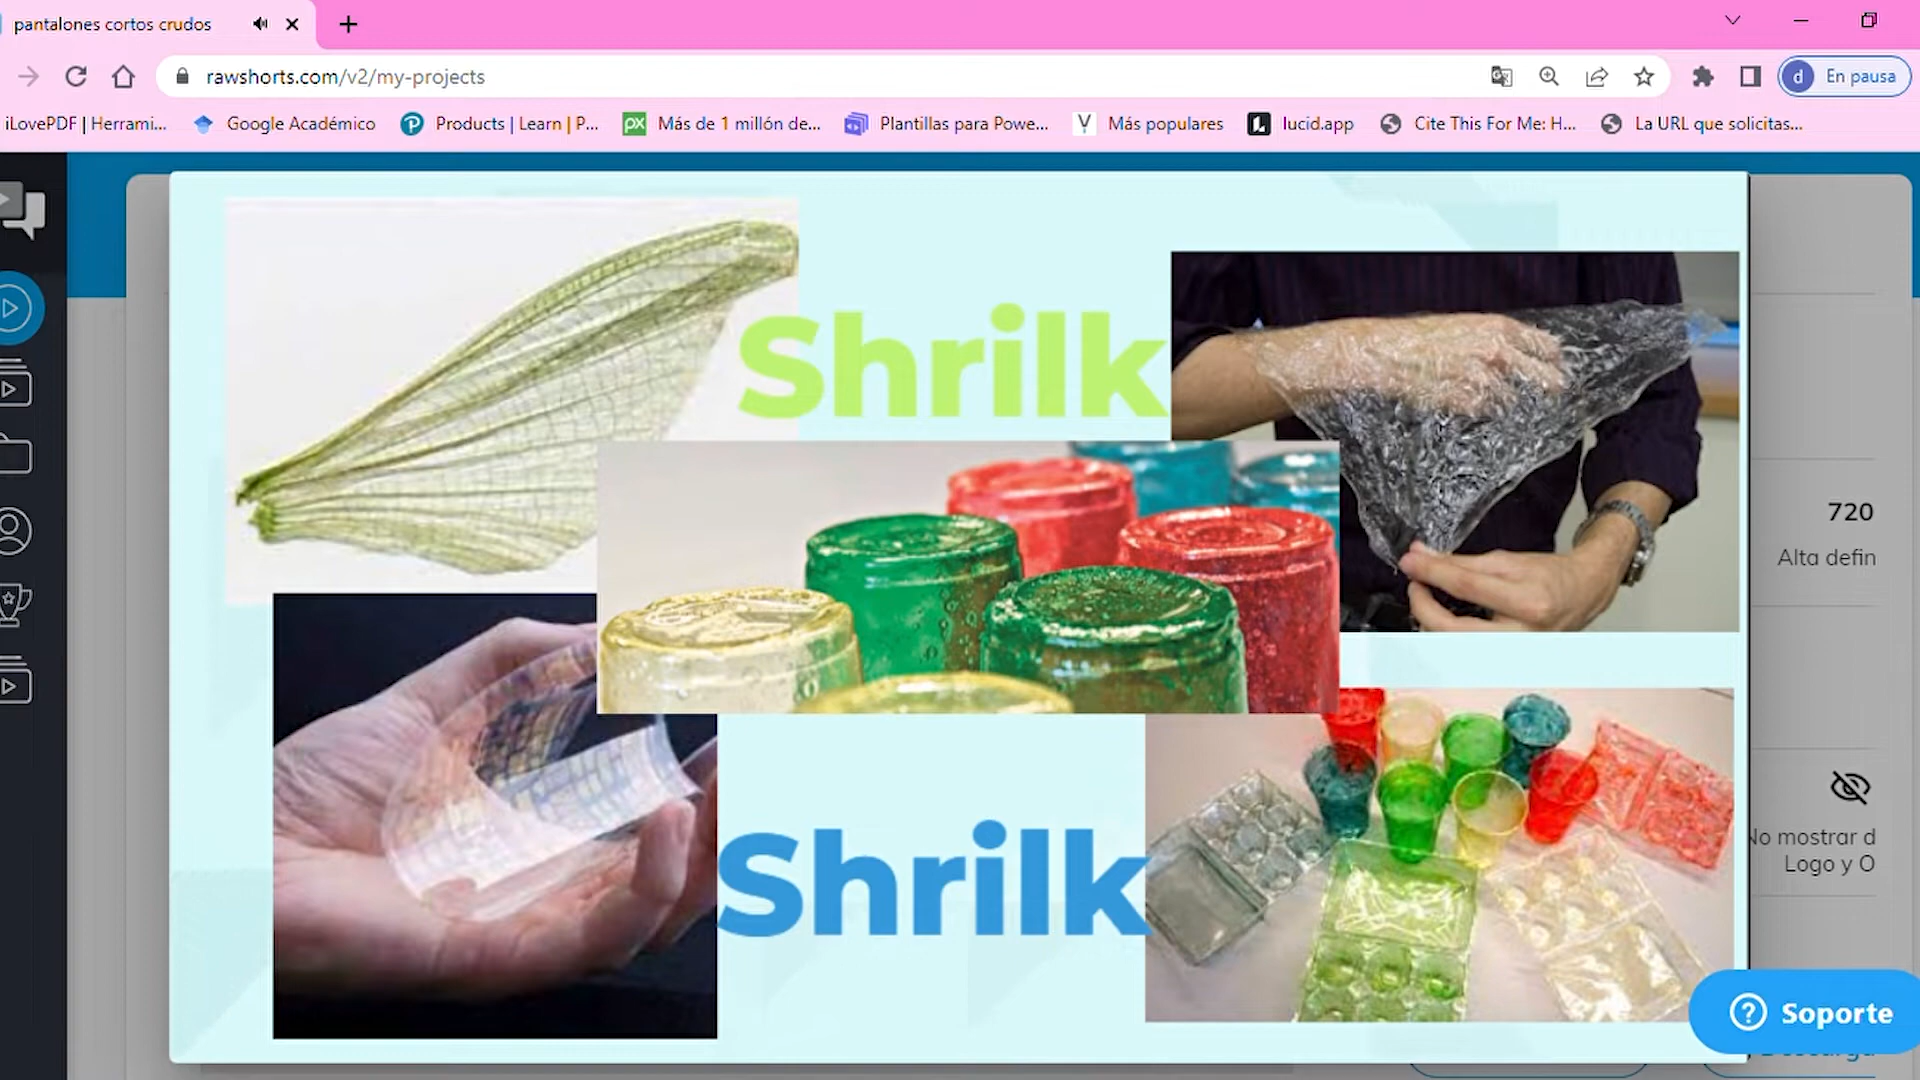 pantalones cortos crudos
rawshorts.com/v2/my-projects
d En pausa
iLovePDF | Herrami...
Google Académico
Products | Learn | P...
px Más de 1 millón de...
Plantillas para Powe...
Más populares
lucid.app
Cite This For Me: H...
La URL que solicitas...
Shrilk
720
Alta defin
No mostrar d
Logo y O
Shrilk
Soporte